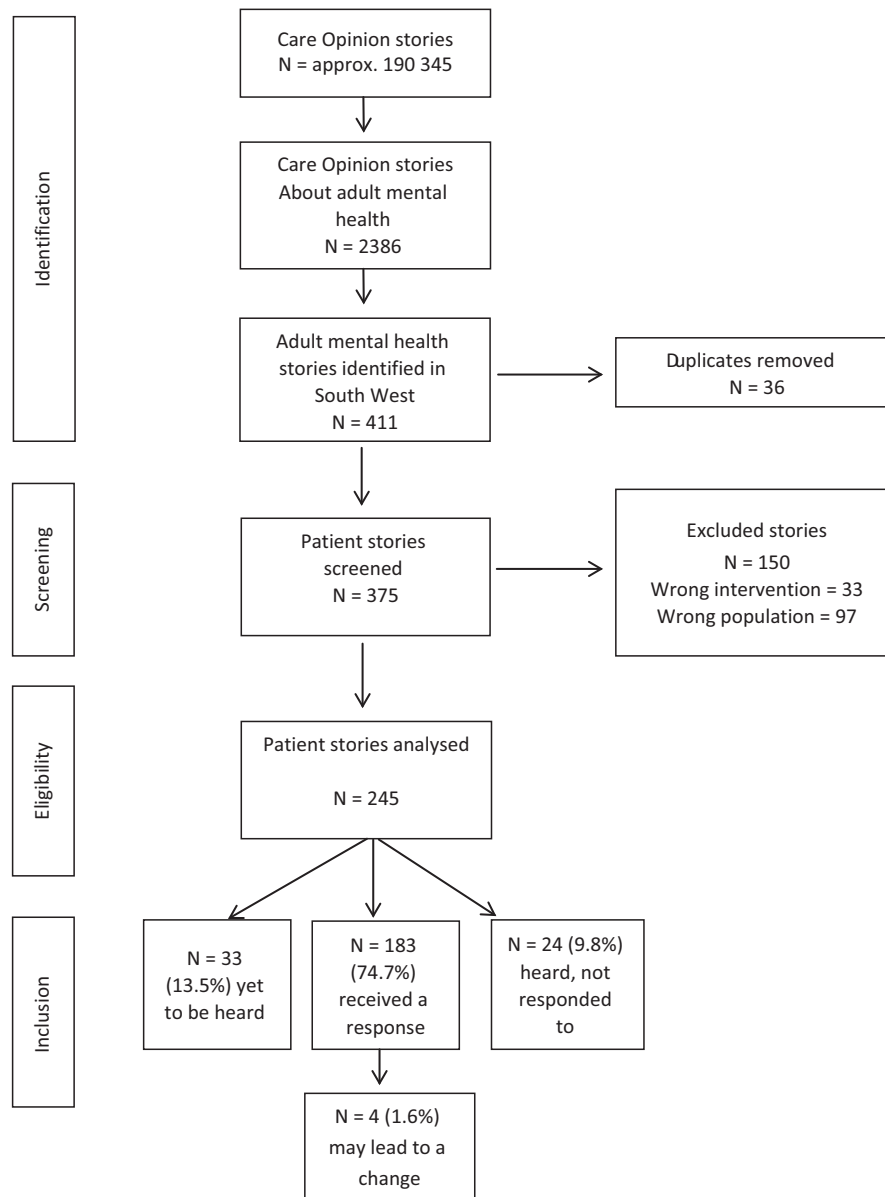 Identification
Care Opinion stories
N = approx. 190 345
Care Opinion stories
About adult mental
health
N = 2386
Adult mental health
stories identified in
South West
N = 411
Duplicates removed
N = 36
Screening
Patient stories
screened
N = 375
Excluded stories
N = 150
Wrong intervention = 33
Wrong population = 97
Eligibility
Patient stories analysed
N = 245
Inclusion
N = 33
(13.5%) yet
to be heard
N = 183
(74.7%)
received a
response
N = 24 (9.8%)
heard, not
responded
to
N = 4 (1.6%)
may lead to a
change